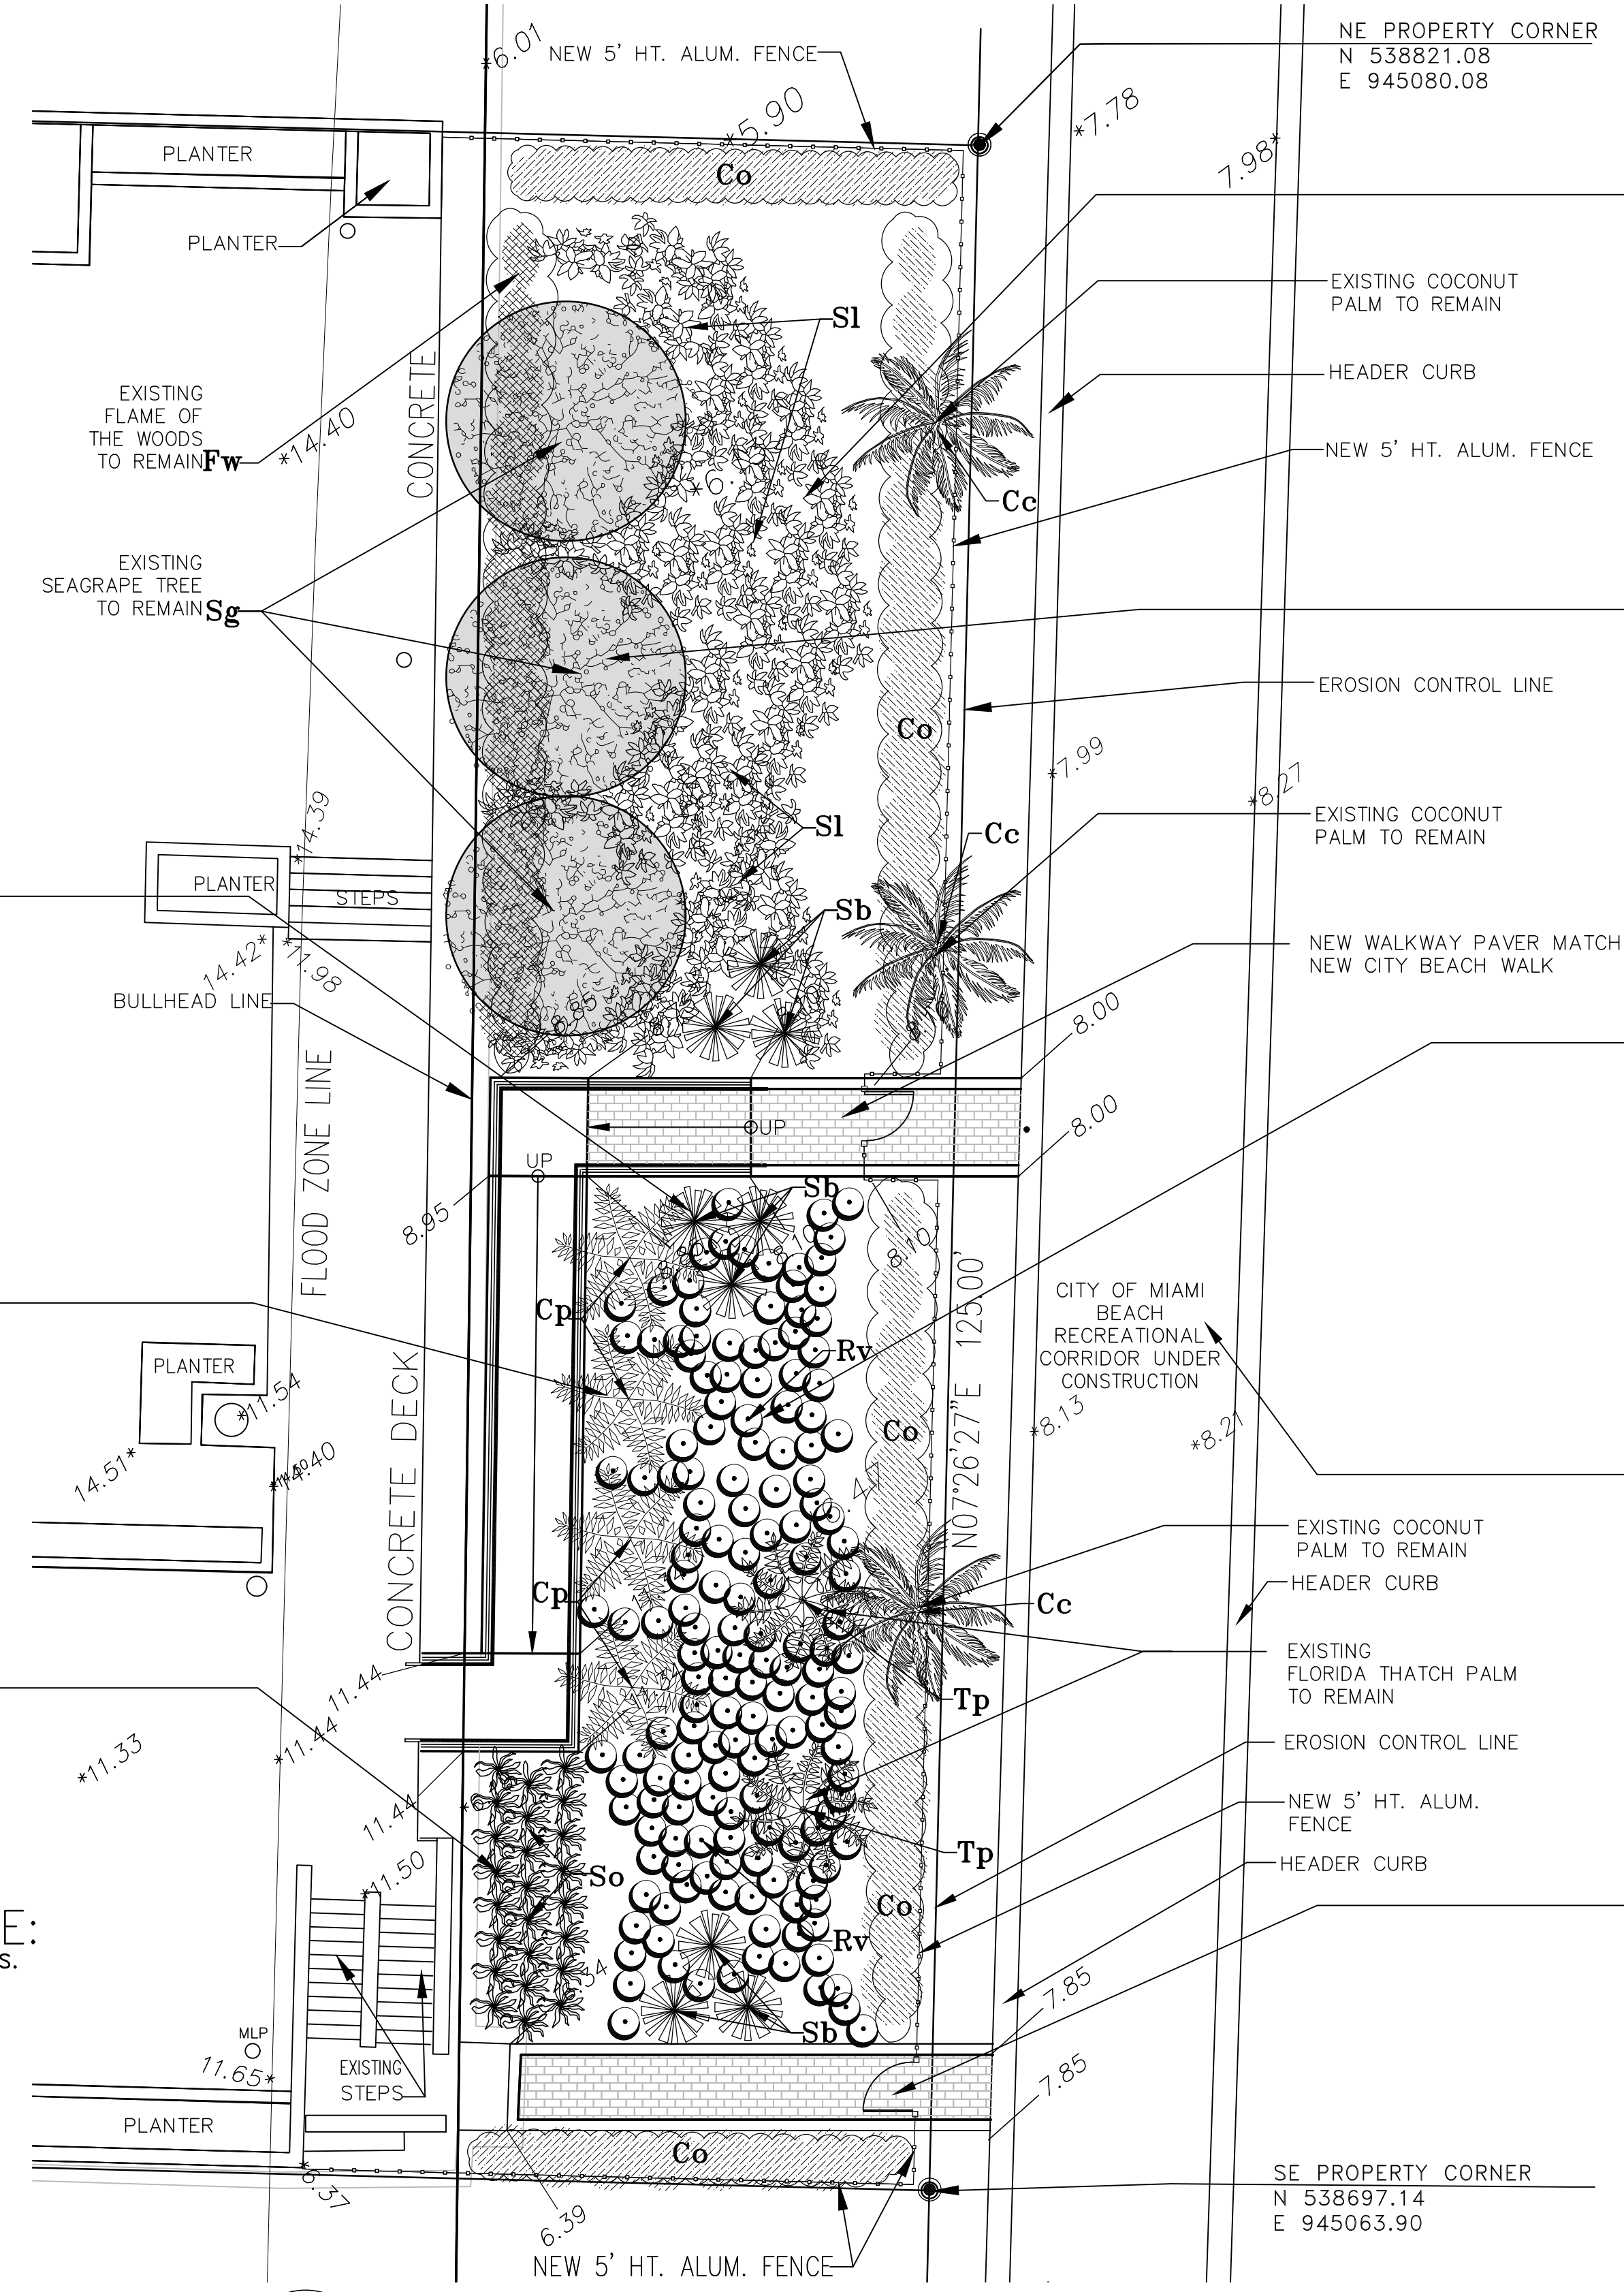 *6.01
NEW 5' HT. ALUM. FENCE
NE PROPERTY CORNER
N 538821.08
E 945080.08
*5.90
*7.78
7.98*
PLANTER
Co
PLANTER
EXISTING COCONUT
PALM TO REMAIN
Sl
CONCRETE
HEADER CURB
EXISTING
FLAME OF
THE WOODS
TO REMAIN Fw
*14.40
NEW 5' HT. ALUM. FENCE
*6.
Cc
EXISTING
SEAGRAPE TREE
TO REMAIN Sg
EROSION CONTROL LINE
Co
*7.99
*8.27
*14.39
Sl
Cc
EXISTING COCONUT
PALM TO REMAIN
PLANTER
STEPS
Sb
14.42*
*11.98
NEW WALKWAY PAVER MATCH
NEW CITY BEACH WALK
BULLHEAD LINE
8.00
FLOOD ZONE LINE
UP
8.00
UP
Sb
8.95
8.10
N07°26'27"E 125.00'
CITY OF MIAMI
BEACH
RECREATIONAL
CORRIDOR UNDER
CONSTRUCTION
Cp
Rv
PLANTER
CONCRETE DECK
*11.54
*8.13
*8.21
Co
14.51*
EXISTING COCONUT
PALM TO REMAIN
HEADER CURB
Cp
Cc
EXISTING
FLORIDA THATCH PALM
TO REMAIN
11.44
Tp
*11.44
*11.33
EROSION CONTROL LINE
11.44
NEW 5' HT. ALUM.
FENCE
Tp
HEADER CURB
*11.50
So
Co
E:
s.
Rv
7.85
MLP
Sb
11.65*
EXISTING
STEPS
7.85
PLANTER
Co
*6.37
SE PROPERTY CORNER
N 538697.14
E 945063.90
6.39
NEW 5' HT. ALUM. FENCE